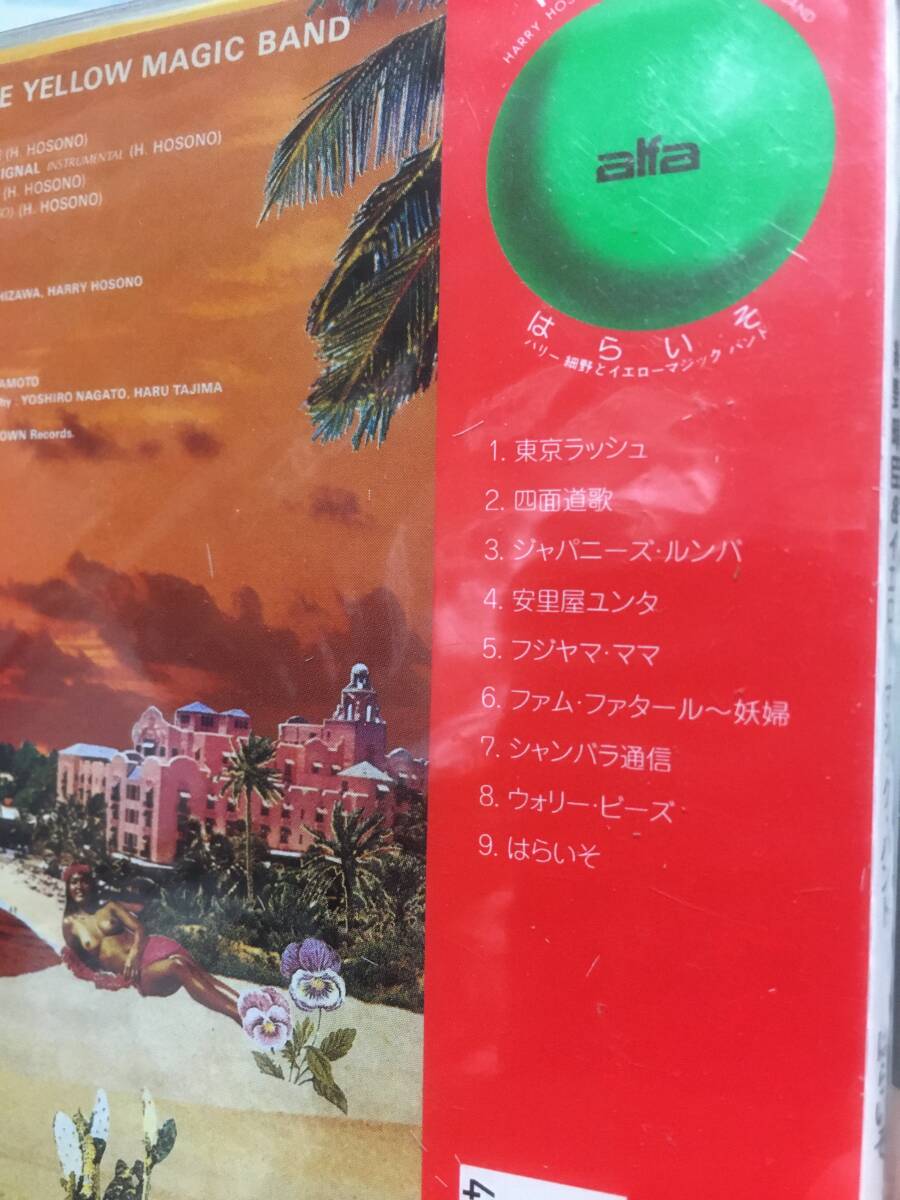 E YELLOW MAGIC BAND
(H. HOSONO)
IGNAL INSTRUMENTAL (H. HOSONO)
(H. HOSONO)
(H. HOSONO)
HIZAWA, HARRY HOSONO
AMOTO
by : YOSHIRO NAGATO, HARU TAJIMA
OWN Records.
HARRY HOS
AND
alfa
はらいそ
ハリー細野とイエローマジックバンド
1. 東京ラッシュ
2. 四面道歌
3. ジャパニーズ・ルンバ
4. 安里屋ユンタ
5. フジヤマ・ママ
6. ファム・ファタール〜妖婦
7. シャンバラ通信
8. ウォリー・ビーズ
9. はらいそ
4